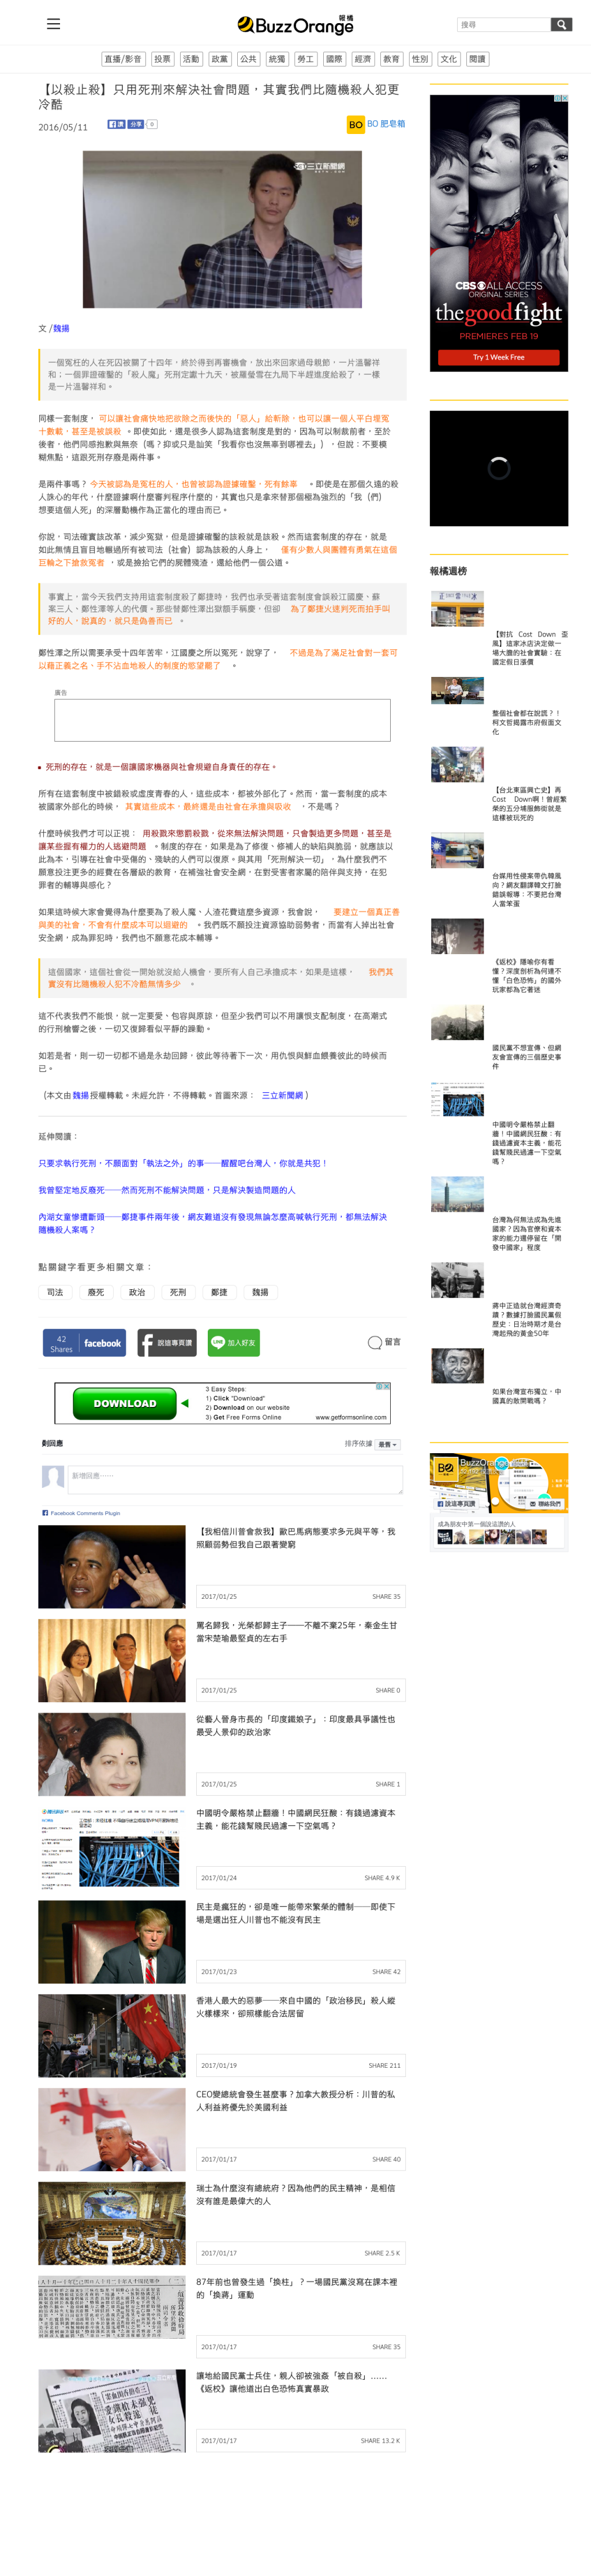 BuzzOrange 報橘
搜尋
直播/影音 投票 活動 政黨 公共 統獨 勞工 國際 經濟 教育 性別 文化 閱讀
【以殺止殺】只用死刑來解決社會問題，其實我們比隨機殺人犯更
冷酷
2016/05/11
讚 分享 0
BO BO 肥皂箱
三立新聞網
文 /魏揚
一個冤枉的人在死囚被關了十四年，終於得到再審機會，放出來回家過母親節，一片溫馨祥
和；一個罪證確鑿的「殺人魔」死刑定讞十九天，被羅瑩雪在九局下半趕進度給殺了，一樣
是一片溫馨祥和。
同樣一套制度， 可以讓社會痛快地把欲除之而後快的「惡人」給斬除，也可以讓一個人平白埋冤
十數載，甚至是被誤殺 。即使如此，還是很多人認為這套制度是對的，因為可以制裁前者，至於
後者，他們同感抱歉與無奈（嗎？抑或只是訕笑「我看你也沒無辜到哪裡去」），但說：不要模
糊焦點，這跟死刑存廢是兩件事。
是兩件事嗎？ 今天被認為是冤枉的人，也曾被認為證據確鑿，死有餘辜 。即使是在那個久遠的殺
人誅心的年代，什麼證據啊什麼審判程序什麼的，其實也只是拿來替那個極為強烈的「我（們）
想要這個人死」的深層動機作為正當化的理由而已。
你說，司法確實該改革，減少冤獄，但是證據確鑿的該殺就是該殺。然而這套制度的存在，就是
如此無情且盲目地輾過所有被司法（社會）認為該殺的人身上， 僅有少數人與團體有勇氣在這個
巨輪之下搶救冤者 ，或是撿拾它們的屍體殘渣，還給他們一個公道。
事實上，當今天我們支持用這套制度殺了鄭捷時，我們也承受著這套制度會誤殺江國慶、蘇
案三人、鄭性澤等人的代價。那些替鄭性澤出獄額手稱慶，但卻 為了鄭捷火速判死而拍手叫
好的人，說真的，就只是偽善而已 。
鄭性澤之所以需要承受十四年苦牢，江國慶之所以冤死，說穿了， 不過是為了滿足社會對一套可
以藉正義之名，手不沾血地殺人的制度的慾望罷了 。
廣告
死刑的存在，就是一個讓國家機器與社會規避自身責任的存在。
所有在這套制度中被錯殺或虛度青春的人，這些成本，都被外部化了。然而，當一套制度的成本
被國家外部化的時候， 其實這些成本，最終還是由社會在承擔與吸收 ，不是嗎？
什麼時候我們才可以正視： 用殺戮來懲罰殺戮，從來無法解決問題，只會製造更多問題，甚至是
讓某些握有權力的人逃避問題 。制度的存在，如果是為了修復、修補人的缺陷與脆弱，就應該以
此為本，引導在社會中受傷的、殘缺的人們可以復原。與其用「死刑解決一切」，為什麼我們不
願意投注更多的經費在各層級的教育，在補強社會安全網，在對受害者家屬的陪伴與支持，在犯
罪者的輔導與感化？
如果這時候大家會覺得為什麼要為了殺人魔、人渣花費這麼多資源，我會說， 要建立一個真正善
與美的社會，不會有什麼成本可以迴避的 。我們既不願投注資源協助弱勢者，而當有人掉出社會
安全網，成為罪犯時，我們也不願意花成本輔導。
這個國家，這個社會從一開始就沒給人機會，要所有人自己承擔成本，如果是這樣， 我們其
實沒有比隨機殺人犯不冷酷無情多少 。
這不代表我們不能恨，就一定要愛、包容與原諒，但至少我們可以不用讓恨支配制度，在高潮式
的行刑槍響之後，一切又復歸看似平靜的躁動。
如若是者，則一切一切都不過是永劫回歸，彼此等待著下一次，用仇恨與鮮血餵養彼此的時候而
已。
（本文由 魏揚 授權轉載。未經允許，不得轉載。首圖來源： 三立新聞網 ）
延伸閱讀：
只要求執行死刑，不願面對「執法之外」的事──醒醒吧台灣人，你就是共犯！
我曾堅定地反廢死──然而死刑不能解決問題，只是解決製造問題的人
內湖女童慘遭斷頭──鄭捷事件兩年後，網友難道沒有發現無論怎麼高喊執行死刑，都無法解決
隨機殺人案嗎？
點關鍵字看更多相關文章：
司法 廢死 政治 死刑 鄭捷 魏揚
42
Shares
facebook
說這專頁讚
LINE 加入好友
留言
DOWNLOAD
3 Easy Steps:
1) Click "Download"
2) Download on our website
3) Get Free Forms Online
www.getformsonline.com
0則回應
排序依據 最舊
新增回應……
Facebook Comments Plugin
【我相信川普會救我】歐巴馬病態要求多元與平等，我
照顧弱勢但我自己跟著變窮
2017/01/25 SHARE 35
罵名歸我，光榮都歸主子──不離不棄25年，秦金生甘
當宋楚瑜最堅貞的左右手
2017/01/25 SHARE 0
從藝人晉身市長的「印度鐵娘子」：印度最具爭議性也
最受人景仰的政治家
2017/01/25 SHARE 1
中國明令嚴格禁止翻牆！中國網民狂酸：有錢過濾資本
主義，能花錢幫賤民過濾一下空氣嗎？
2017/01/24 SHARE 4.9 K
民主是瘋狂的，卻是唯一能帶來繁榮的體制──即使下
場是選出狂人川普也不能沒有民主
2017/01/23 SHARE 42
香港人最大的惡夢──來自中國的「政治移民」殺人縱
火樣樣來，卻照樣能合法居留
2017/01/19 SHARE 211
CEO變總統會發生甚麼事？加拿大教授分析：川普的私
人利益將優先於美國利益
2017/01/17 SHARE 40
瑞士為什麼沒有總統府？因為他們的民主精神，是相信
沒有誰是最偉大的人
2017/01/17 SHARE 2.5 K
87年前也曾發生過「換柱」？一場國民黨沒寫在課本裡
的「換蔣」運動
2017/01/17 SHARE 35
讓地給國民黨士兵住，親人卻被強姦「被自殺」……
《返校》讓他道出白色恐怖真實暴政
2017/01/17 SHARE 13.2 K
CBS ALL ACCESS
ORIGINAL SERIES
thegoodfight
PREMIERES FEB 19
Try 1 Week Free
報橘週榜
【對抗 Cost Down 歪
風】這家冰店決定做一
場大膽的社會實驗：在
國定假日漲價
整個社會都在說謊？！
柯文哲揭露市府假面文
化
【台北東區興亡史】再
Cost Down啊！曾經繁
榮的五分埔服飾街就是
這樣被玩死的
台媒用性侵案帶仇韓風
向？網友翻譯韓文打臉
錯誤報導：不要把台灣
人當笨蛋
《返校》隱喻你有看
懂？深度剖析為何連不
懂「白色恐怖」的國外
玩家都為它著迷
國民黨不想宣傳，但網
友會宣傳的三個歷史事
件
中國明令嚴格禁止翻
牆！中國網民狂酸：有
錢過濾資本主義，能花
錢幫賤民過濾一下空氣
嗎？
台灣為何無法成為先進
國家？因為官僚和資本
家的能力還停留在「開
發中國家」程度
蔣中正造就台灣經濟奇
蹟？數據打臉國民黨假
歷史：日治時期才是台
灣起飛的黃金50年
如果台灣宣布獨立，中
國真的敢開戰嗎？
BuzzOrange
說這專頁讚 聯絡我們
成為朋友中第一個說這讚的人